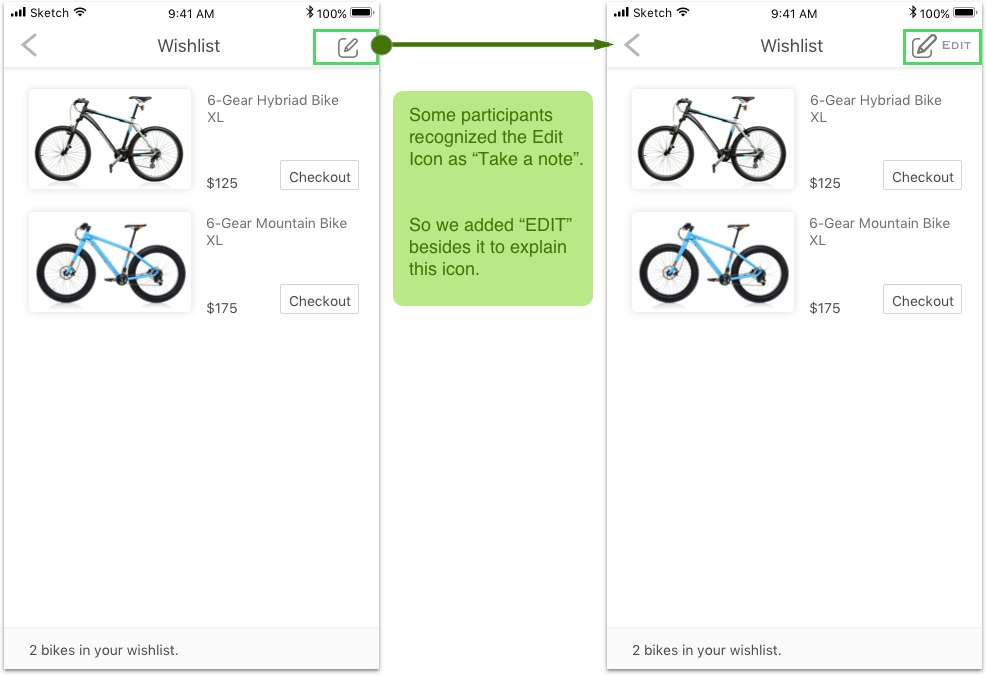 Sketch 9:41 AM 100%
Wishlist
6-Gear Hybriad Bike
XL
$125 Checkout
6-Gear Mountain Bike
XL
$175 Checkout
2 bikes in your wishlist.
Some participants
recognized the Edit
Icon as “Take a note”.
So we added “EDIT”
besides it to explain
this icon.
Sketch 9:41 AM 100%
Wishlist EDIT
6-Gear Hybriad Bike
XL
$125 Checkout
6-Gear Mountain Bike
XL
$175 Checkout
2 bikes in your wishlist.